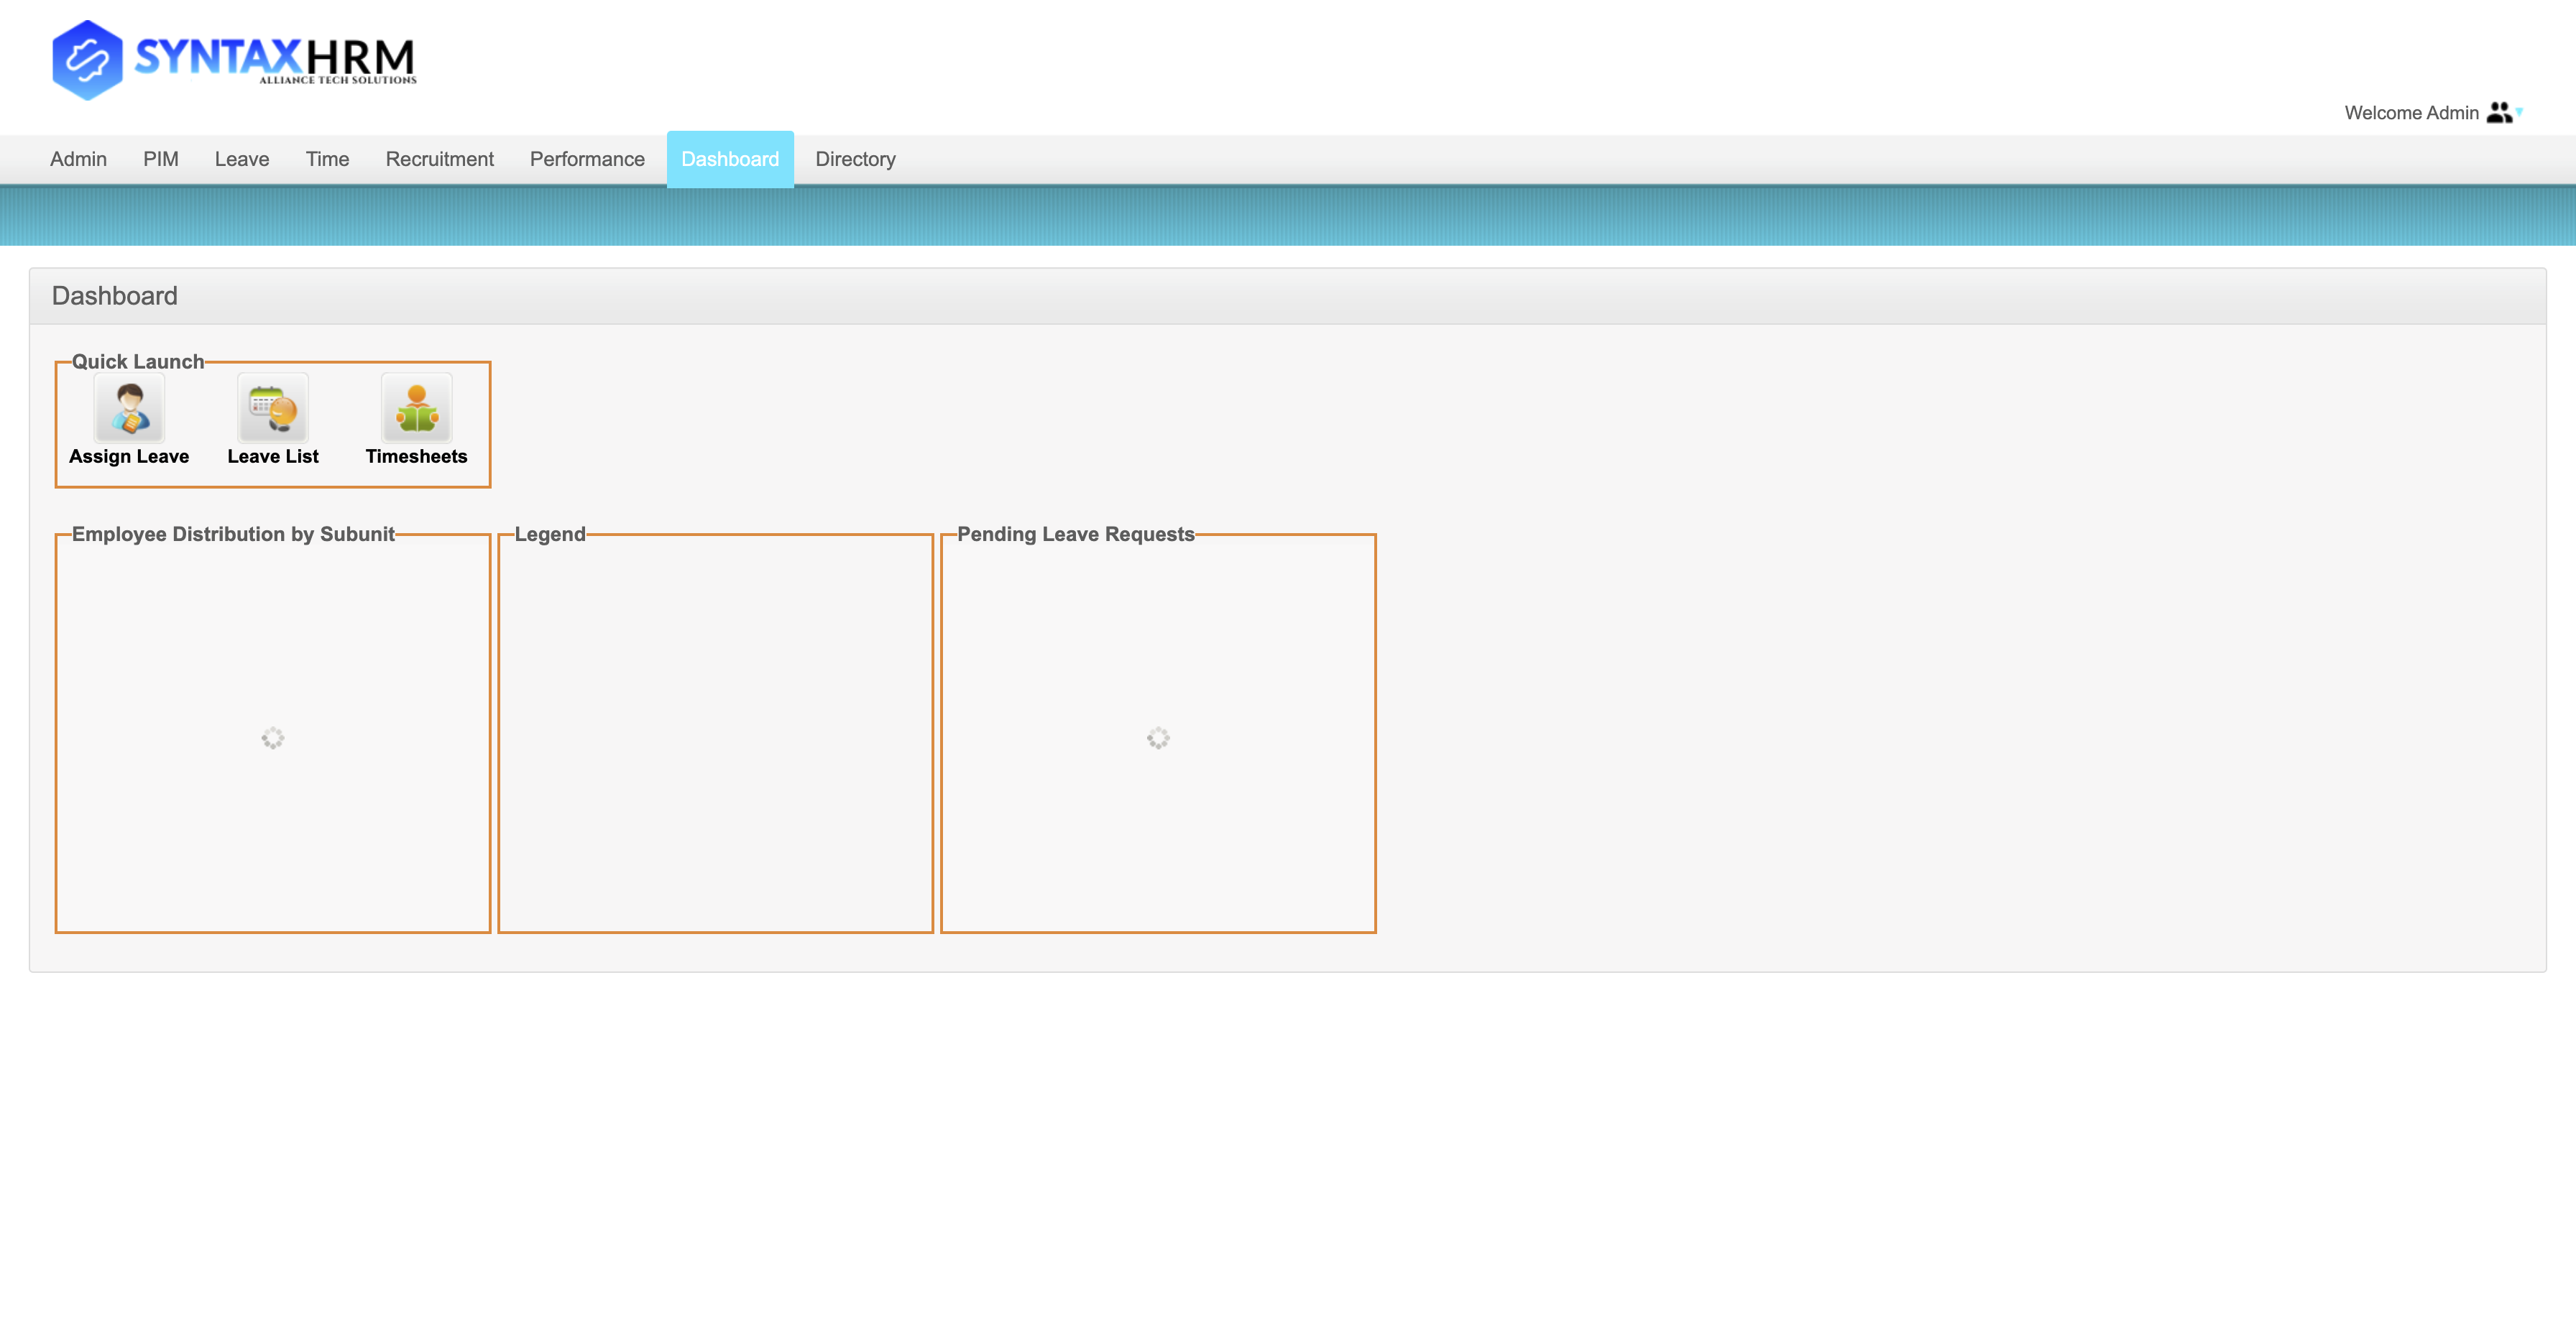 SYNTAXHRM
ALLIANCE TECH SOLUTIONS
Welcome Admin
Admin PIM Leave Time Recruitment Performance Dashboard Directory
Dashboard
Quick Launch
Assign Leave Leave List Timesheets
Employee Distribution by Subunit Legend Pending Leave Requests